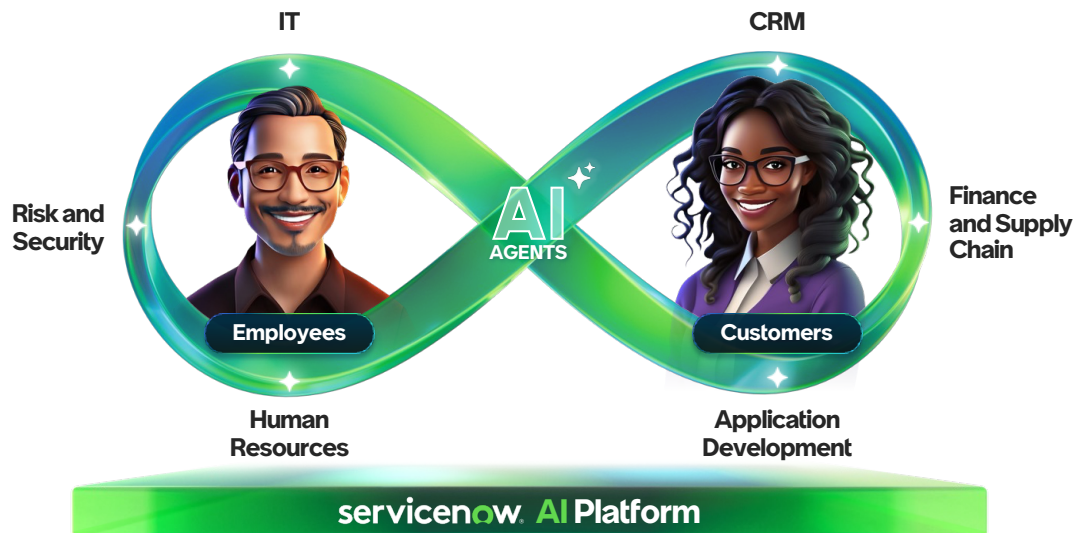 IT
CRM
Risk and
Security
AI
AGENTS
Finance
and Supply
Chain
Employees
Customers
Human
Resources
Application
Development
servicenow. AI Platform